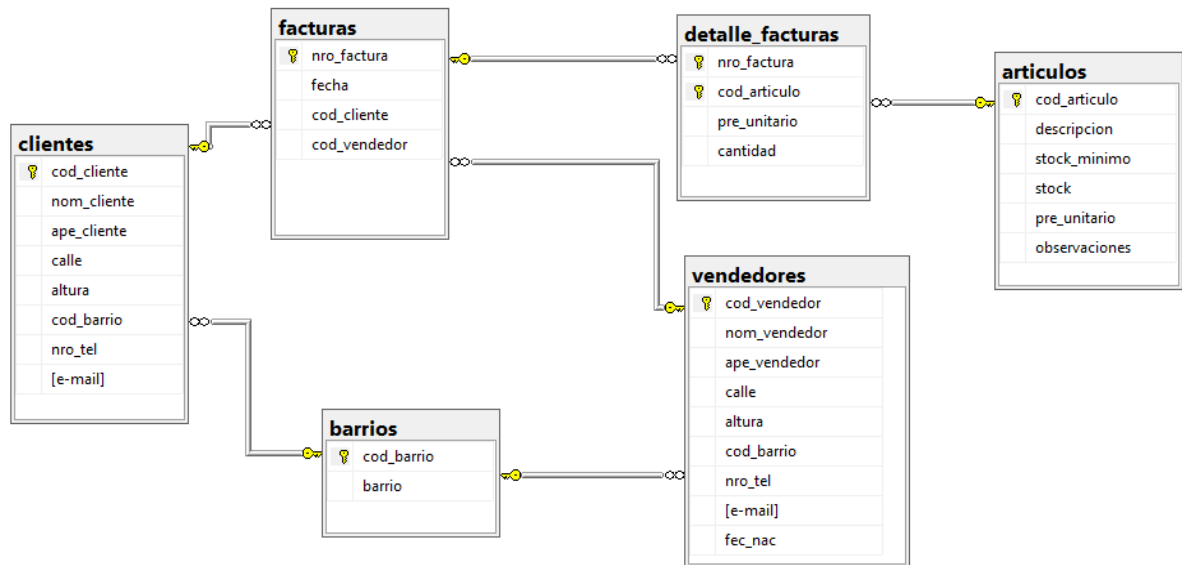 facturas
nro_factura
fecha
cod_cliente
cod_vendedor
detalle_facturas
nro_factura
cod_articulo
pre_unitario
cantidad
articulos
cod_articulo
descripcion
stock_minimo
stock
pre_unitario
observaciones
clientes
cod_cliente
nom_cliente
ape_cliente
calle
altura
cod_barrio
nro_tel
[e-mail]
vendedores
cod_vendedor
nom_vendedor
ape_vendedor
calle
altura
cod_barrio
nro_tel
[e-mail]
fec_nac
barrios
cod_barrio
barrio